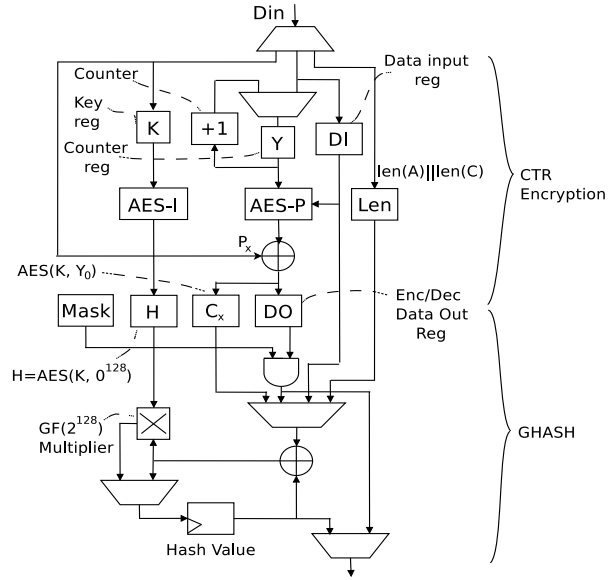 Din
Counter
Data input
reg
Key
reg
K
+1
Counter
reg
Y
DI
len(A)||len(C)
CTR
Encryption
AES-I
AES-P
Len
Pₓ
AES(K, Y₀)
Enc/Dec
Data Out
Reg
Mask
H
Cₓ
DO
H=AES(K, 0¹²⁸)
GF(2¹²⁸)
Multiplier
GHASH
Hash Value